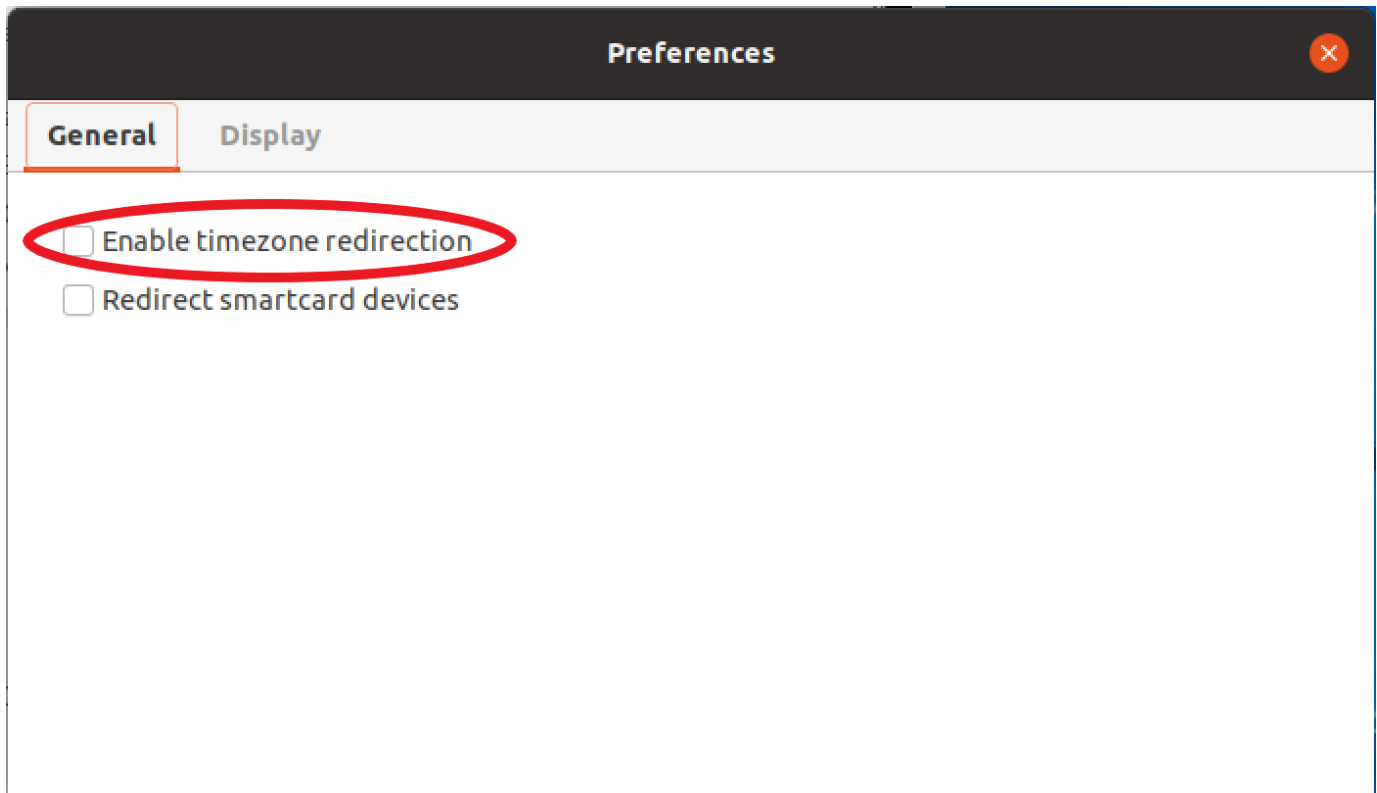 Preferences
General Display
Enable timezone redirection
Redirect smartcard devices